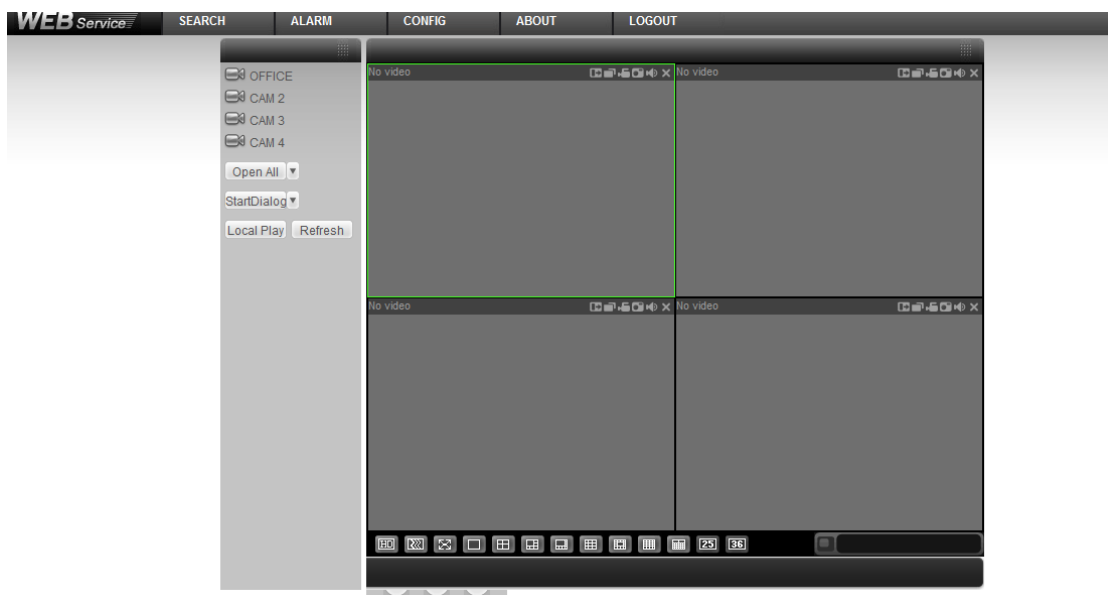 WEB Service SEARCH ALARM CONFIG ABOUT LOGOUT
OFFICE
CAM 2
CAM 3
CAM 4
Open All
StartDialog
Local Play Refresh
No video No video
No video No video
25 36